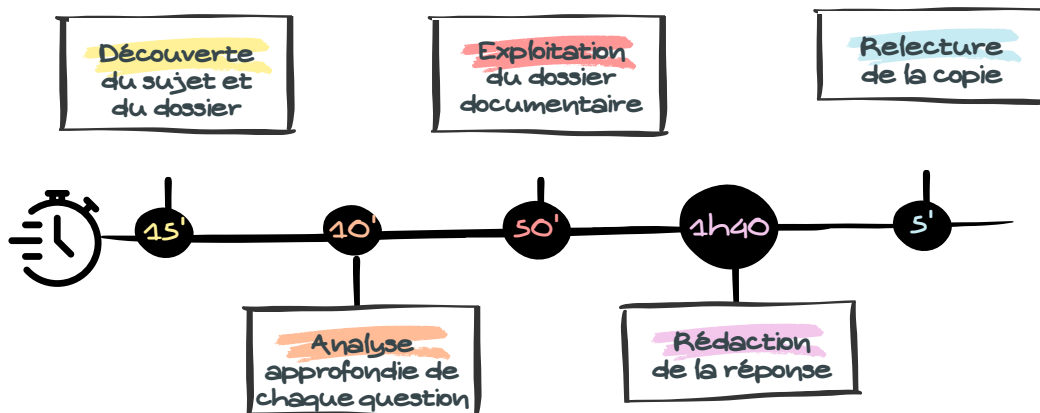 Découverte
du sujet et
du dossier
Exploitation
du dossier
documentaire
Relecture
de la copie
15'
10'
50'
1h40
5'
Analyse
approfondie de
chaque question
Rédaction
de la réponse